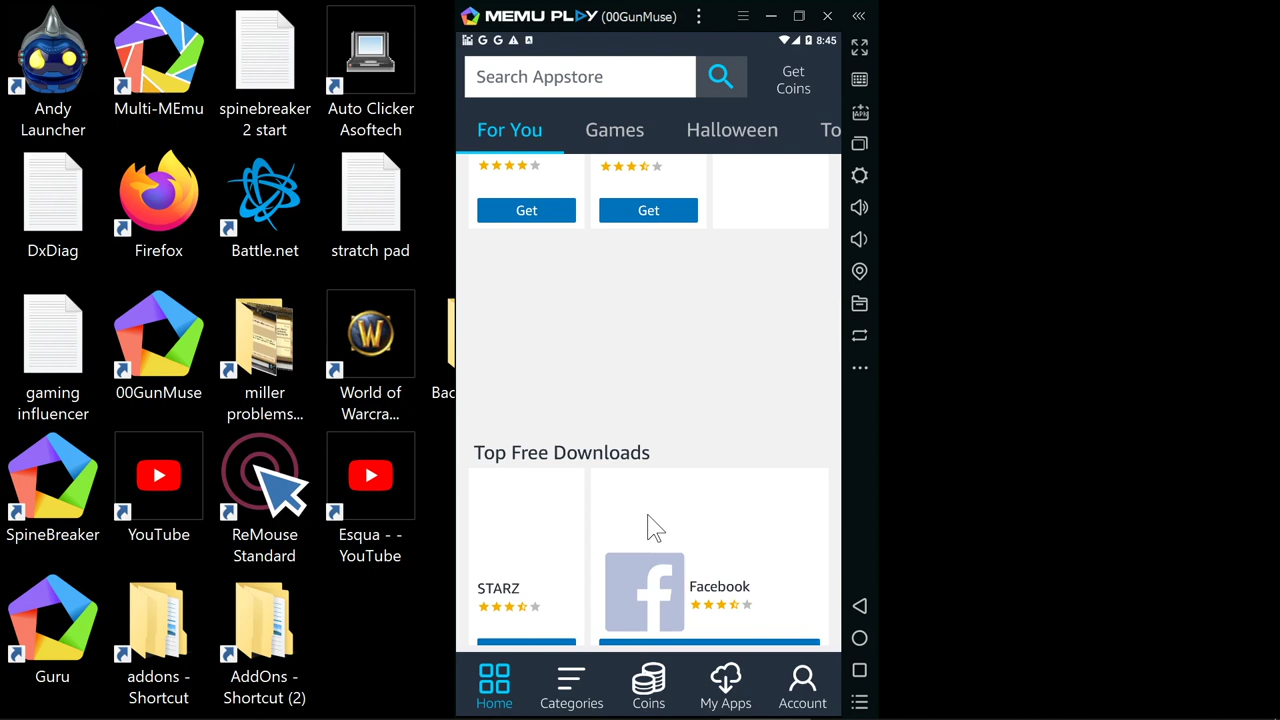 Andy
Launcher
Multi-MEmu
spinebreaker
2 start
Auto Clicker
Asoftech
DxDiag
Firefox
Battle.net
stratch pad
gaming
influencer
00GunMuse
miller
problems...
World of
Warcra...
Bac
SpineBreaker
YouTube
ReMouse
Standard
Esqua - -
YouTube
Guru
addons -
Shortcut
AddOns -
Shortcut (2)
MEMU PLAY (00GunMuse)
G G 8:45
Search Appstore
Get
Coins
For You Games Halloween To
Get Get
Top Free Downloads
STARZ
Facebook
Home Categories Coins My Apps Account